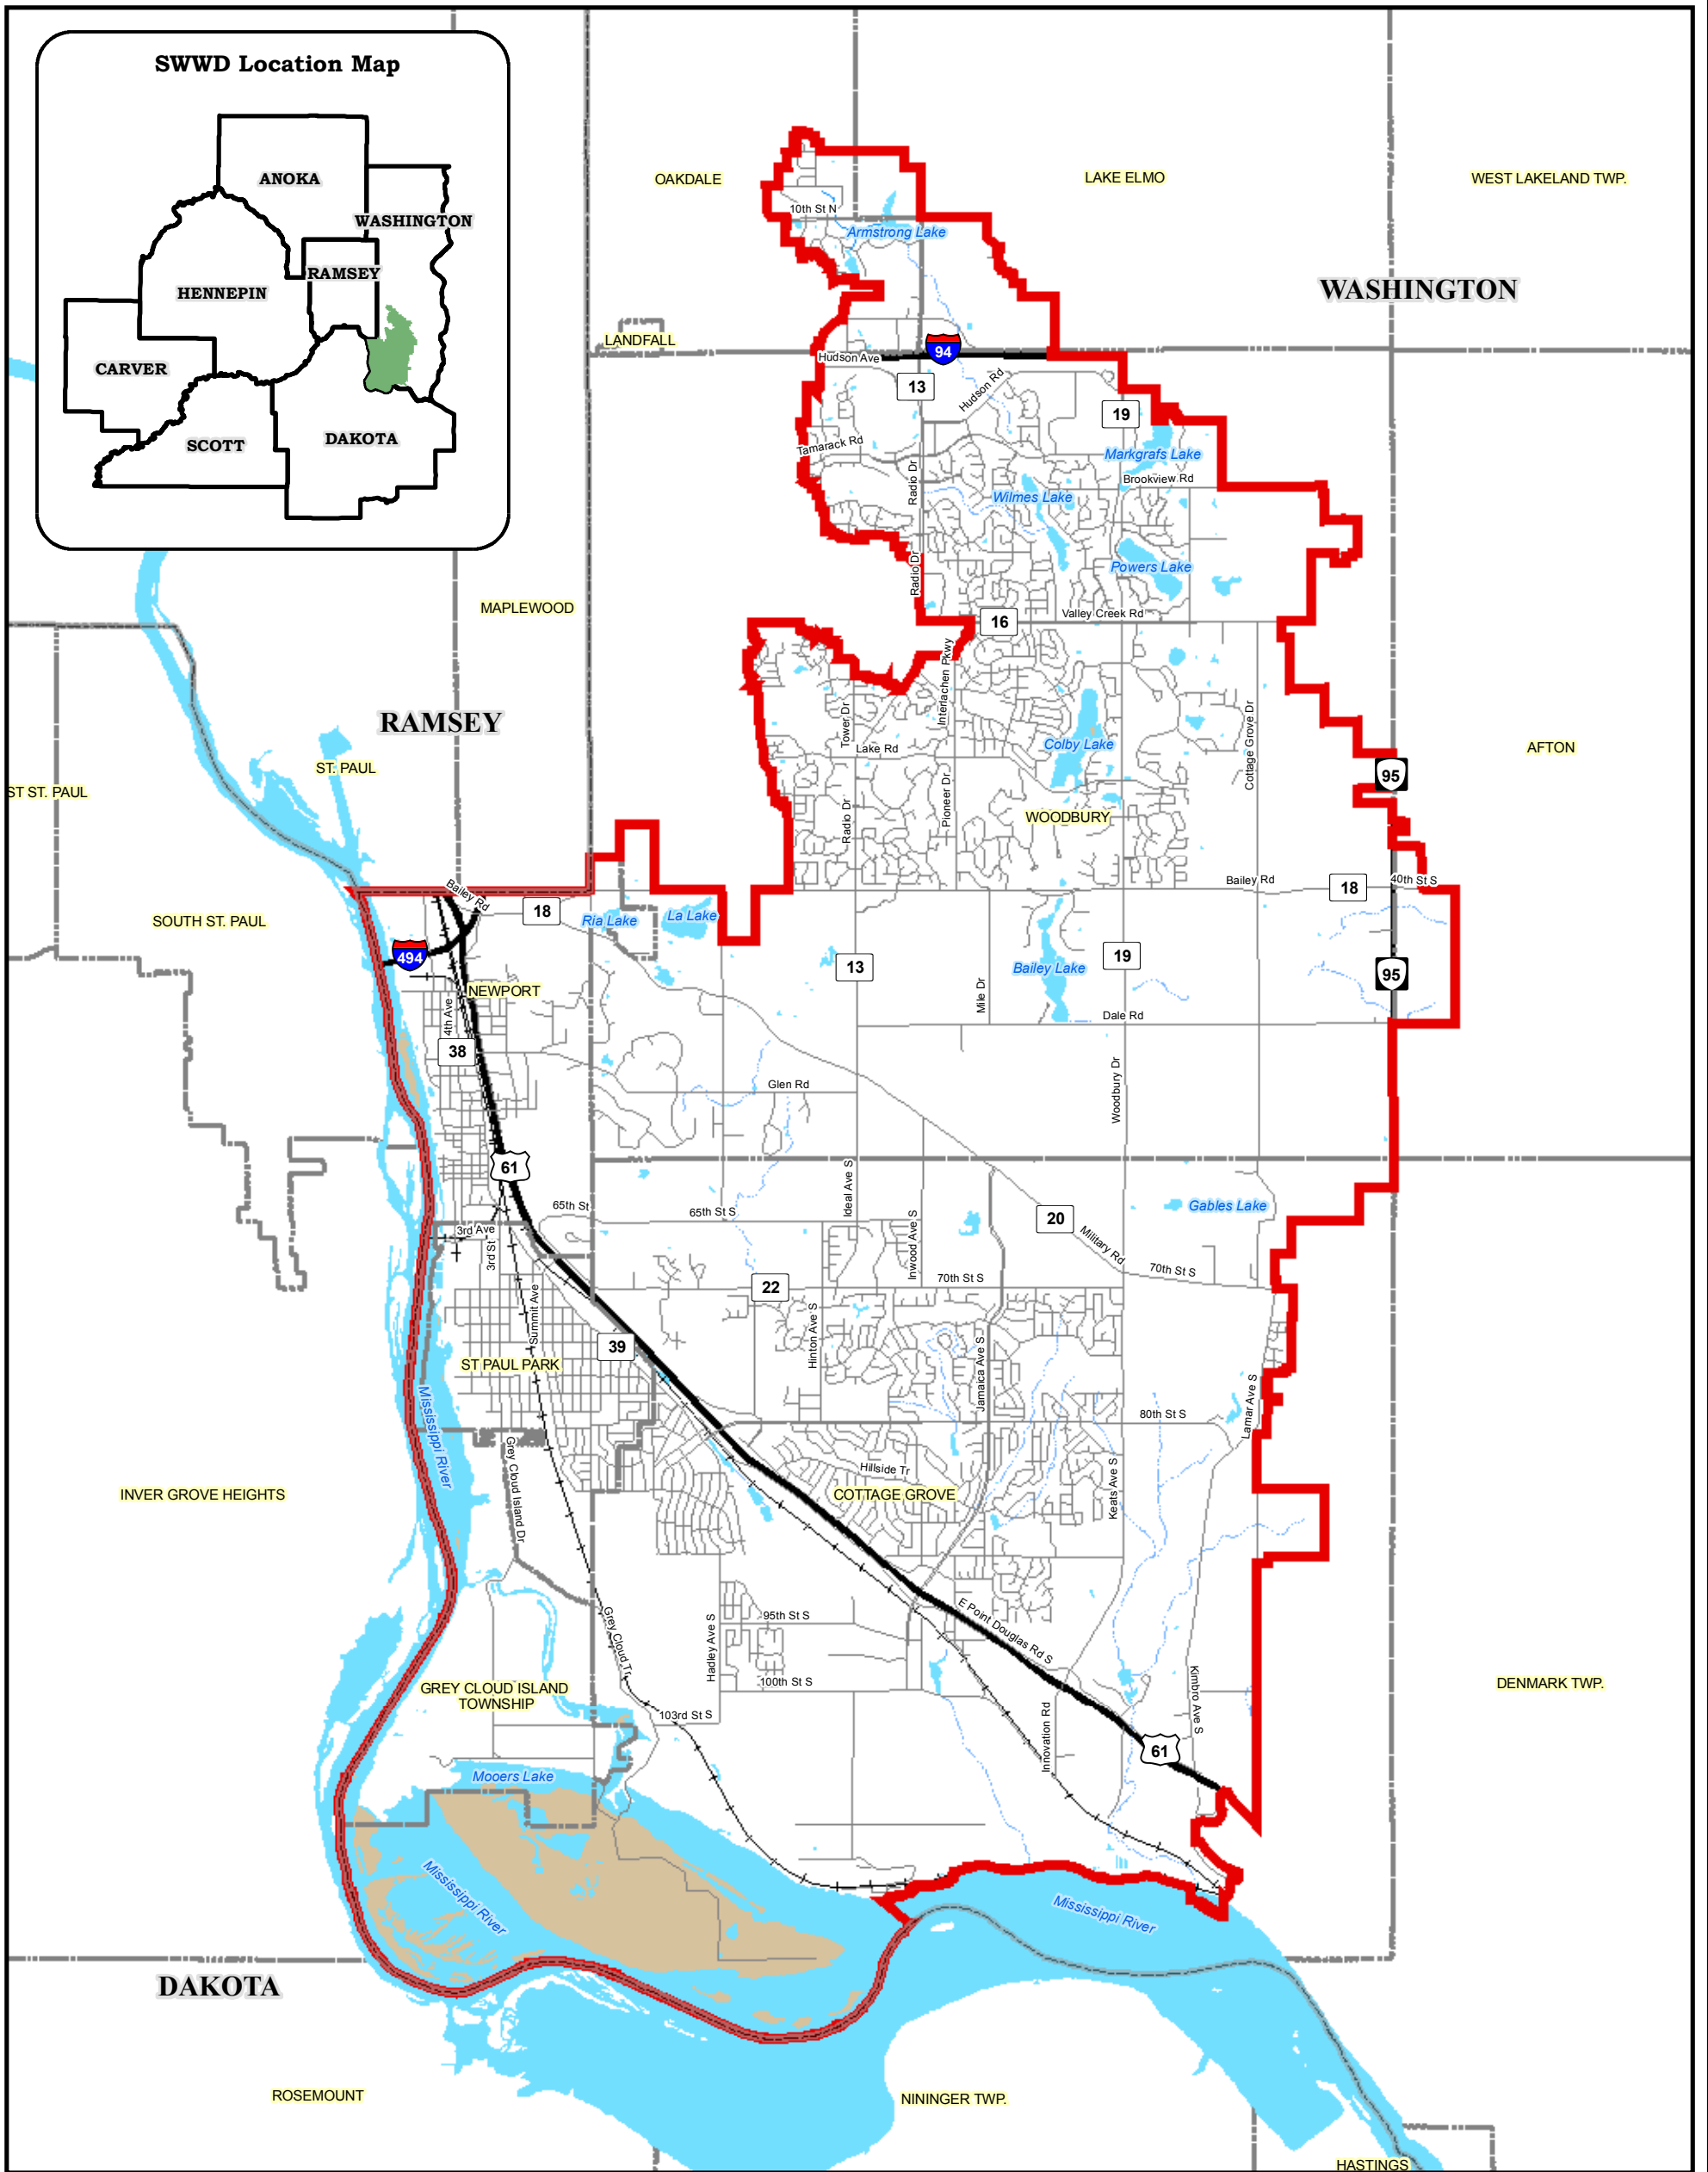 SWWD Location Map
ANOKA
WASHINGTON
RAMSEY
HENNEPIN
CARVER
SCOTT
DAKOTA
OAKDALE
LAKE ELMO
WEST LAKELAND TWP.
10th St N
Armstrong Lake
WASHINGTON
LANDFALL
Hudson Ave
94
13
Hudson Rd
19
Tamarack Rd
Markgrafs Lake
Radio Dr
Brookview Rd
Wilmes Lake
Radio Dr
Powers Lake
MAPLEWOOD
16
Valley Creek Rd
RAMSEY
Interlachen Pkwy
Tower Dr
Lake Rd
Colby Lake
Cottage Grove Dr
AFTON
ST. PAUL
95
ST ST. PAUL
Radio Dr
Pioneer Dr
WOODBURY
Bailey Rd
Bailey Rd
18
40th St S
18
Ria Lake
La Lake
SOUTH ST. PAUL
494
13
Bailey Lake
19
95
NEWPORT
4th Ave
Mile Dr
Dale Rd
38
Glen Rd
Woodbury Dr
61
Ideal Ave S
65th St
65th St S
Inwood Ave S
Gables Lake
20
3rd Ave
3rd St
Military Rd
70th St S
70th St S
22
Summit Ave
Hinton Ave S
39
Jamaica Ave S
ST PAUL PARK
Mississippi River
80th St S
Lamar Ave S
Grey Cloud Island Dr
Hillside Tr
Keats Ave S
INVER GROVE HEIGHTS
COTTAGE GROVE
Grey Cloud Tr
95th St S
E Point Douglas Rd S
Hadley Ave S
GREY CLOUD ISLAND
TOWNSHIP
100th St S
Kimbro Ave S
DENMARK TWP.
103rd St S
Innovation Rd
61
Mooers Lake
Mississippi River
Mississippi River
DAKOTA
ROSEMOUNT
NININGER TWP.
HASTINGS